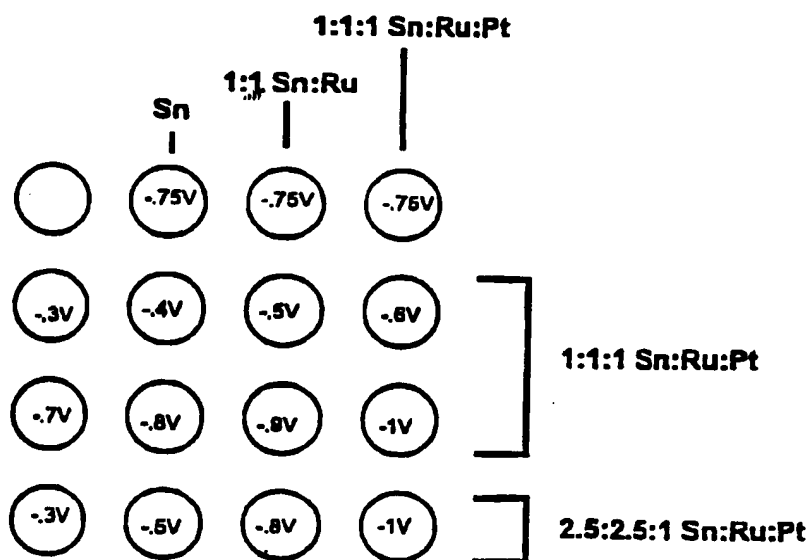 1:1:1 Sn:Ru:Pt
1:1 Sn:Ru
Sn
-.75V -.75V -.75V
-.3V -.4V -.5V -.6V
1:1:1 Sn:Ru:Pt
-.7V -.8V -.9V -1V
-.3V -.5V -.8V -1V
2.5:2.5:1 Sn:Ru:Pt